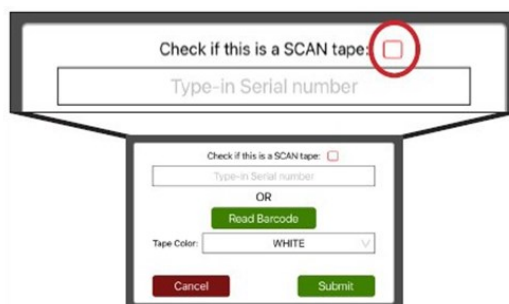 Check if this is a SCAN tape:
Type-in Serial number
Check if this is a SCAN tape:
Type-in Serial number
OR
Read Barcode
Tape Color: WHITE
Cancel Submit